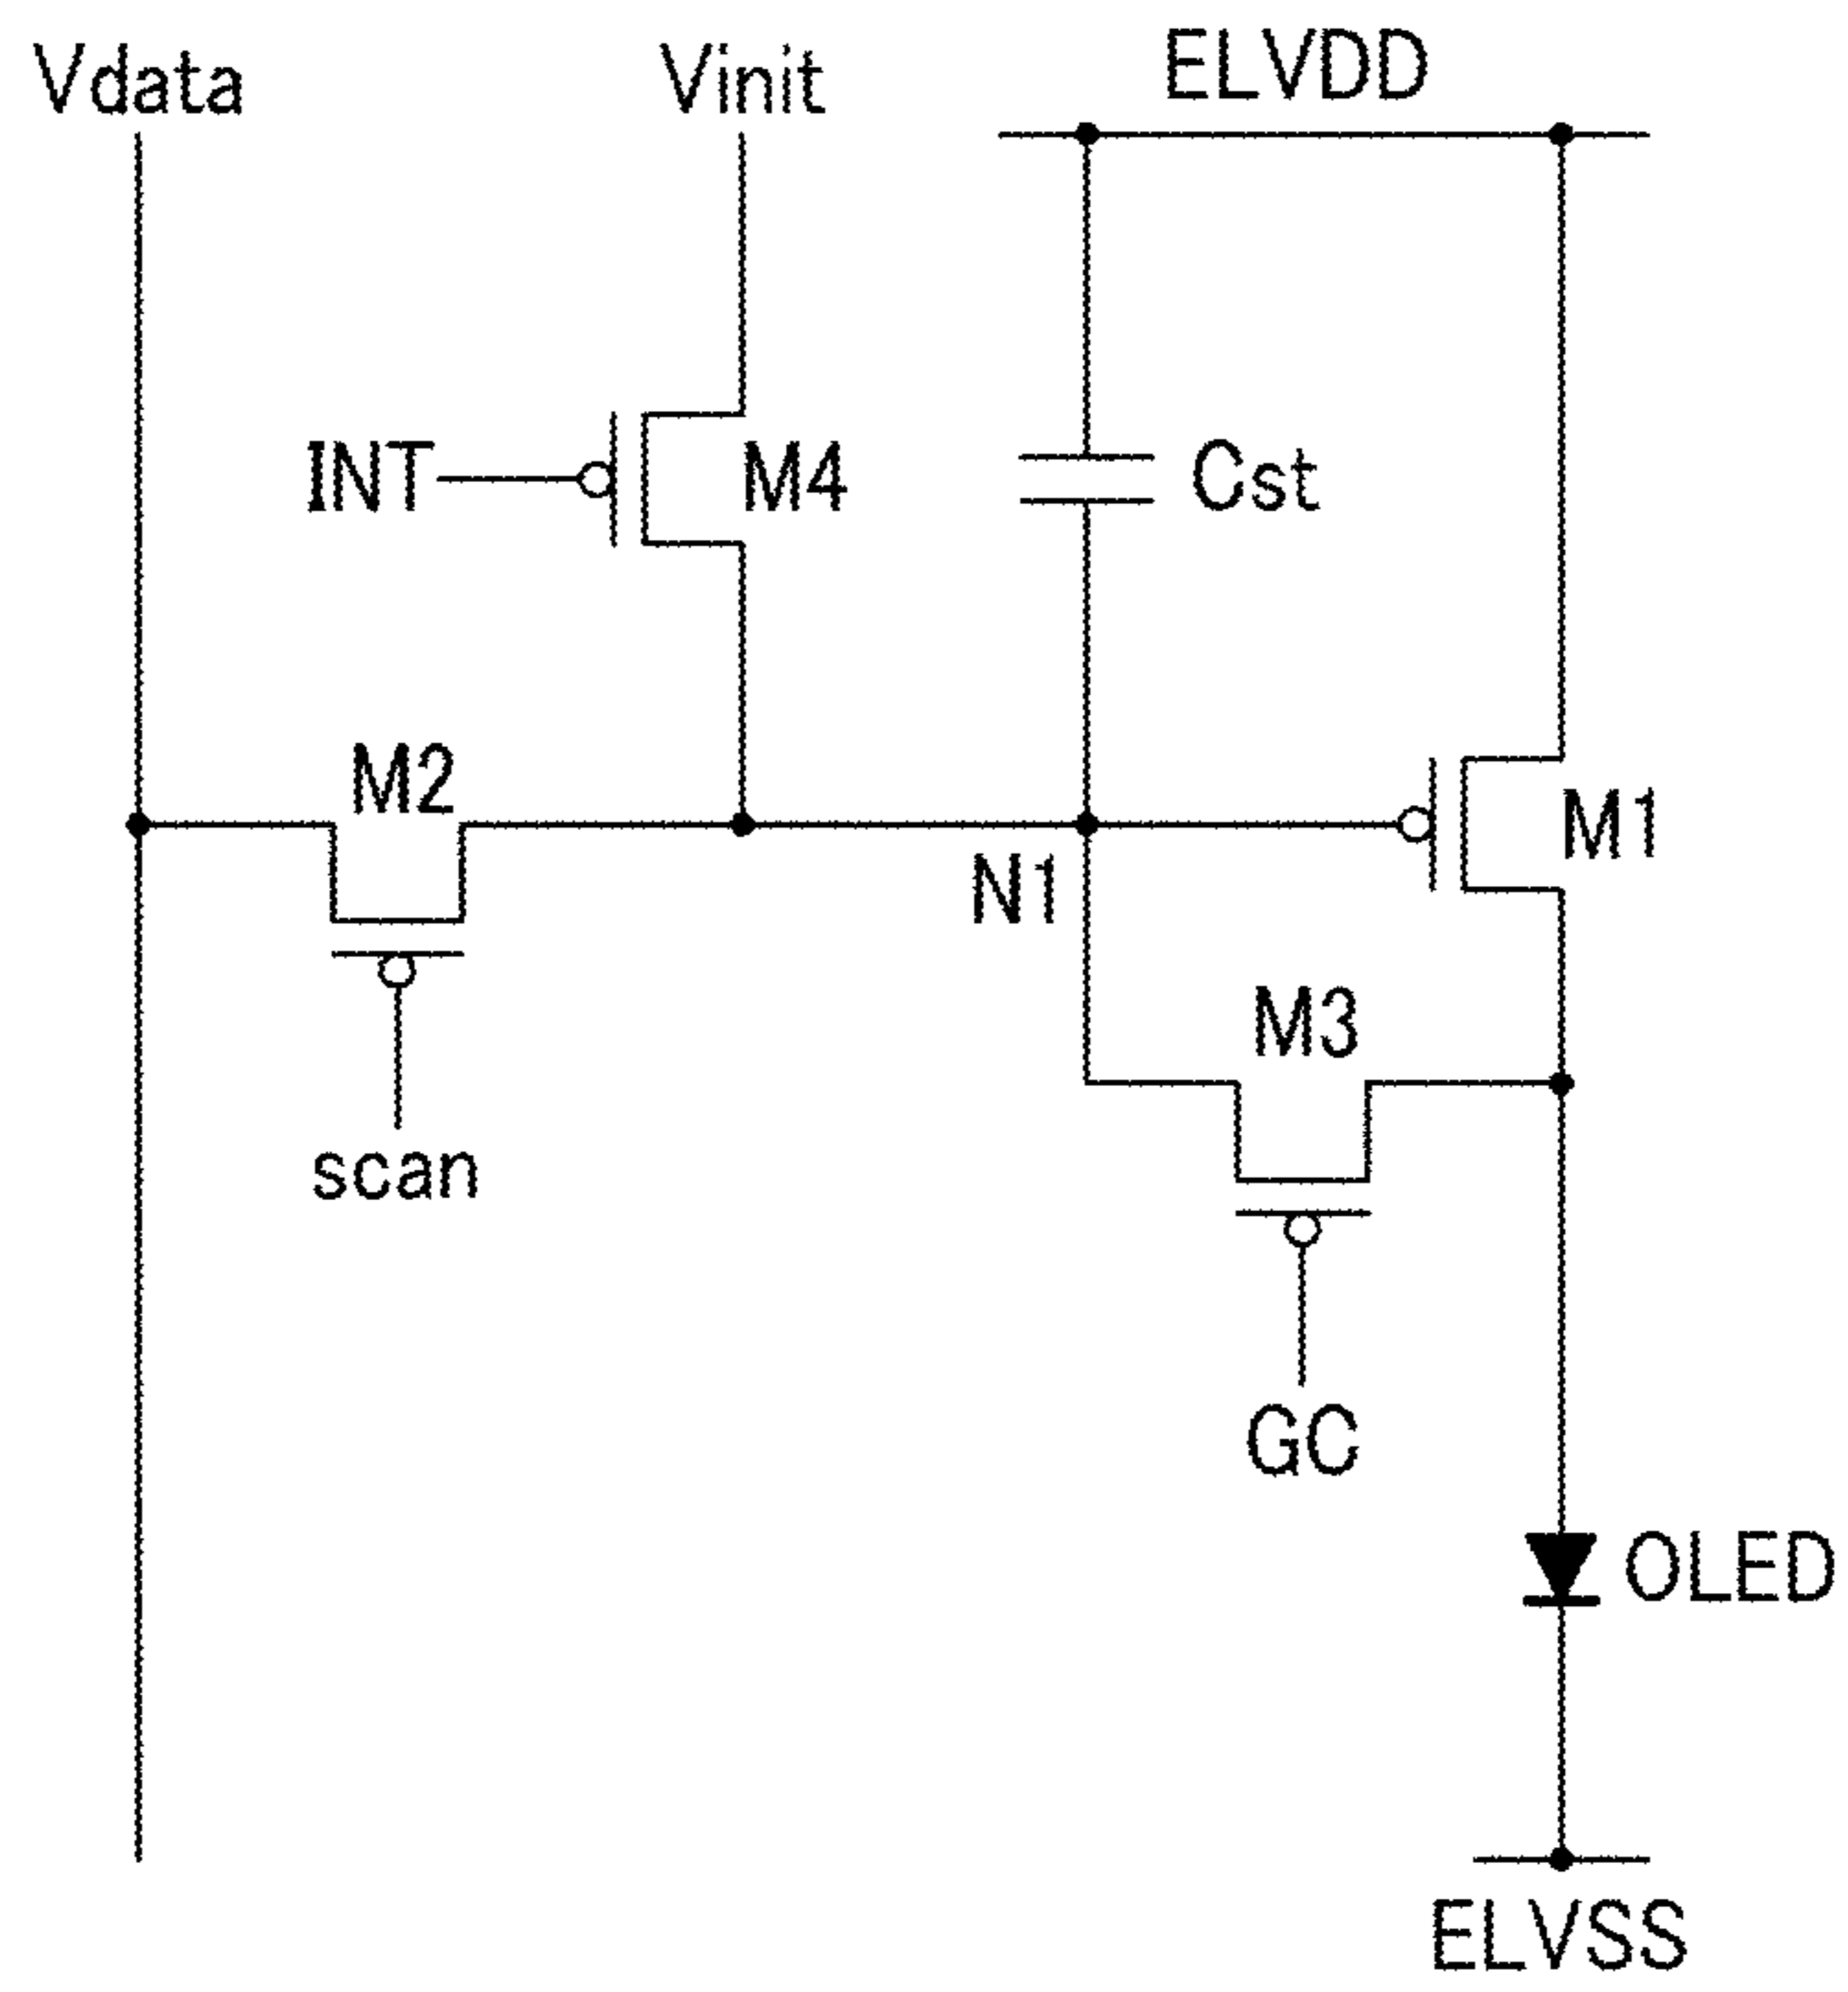 Vdata
Vinit
ELVDD
INT
M4
Cst
M2
M1
N1
M3
scan
GC
OLED
ELVSS